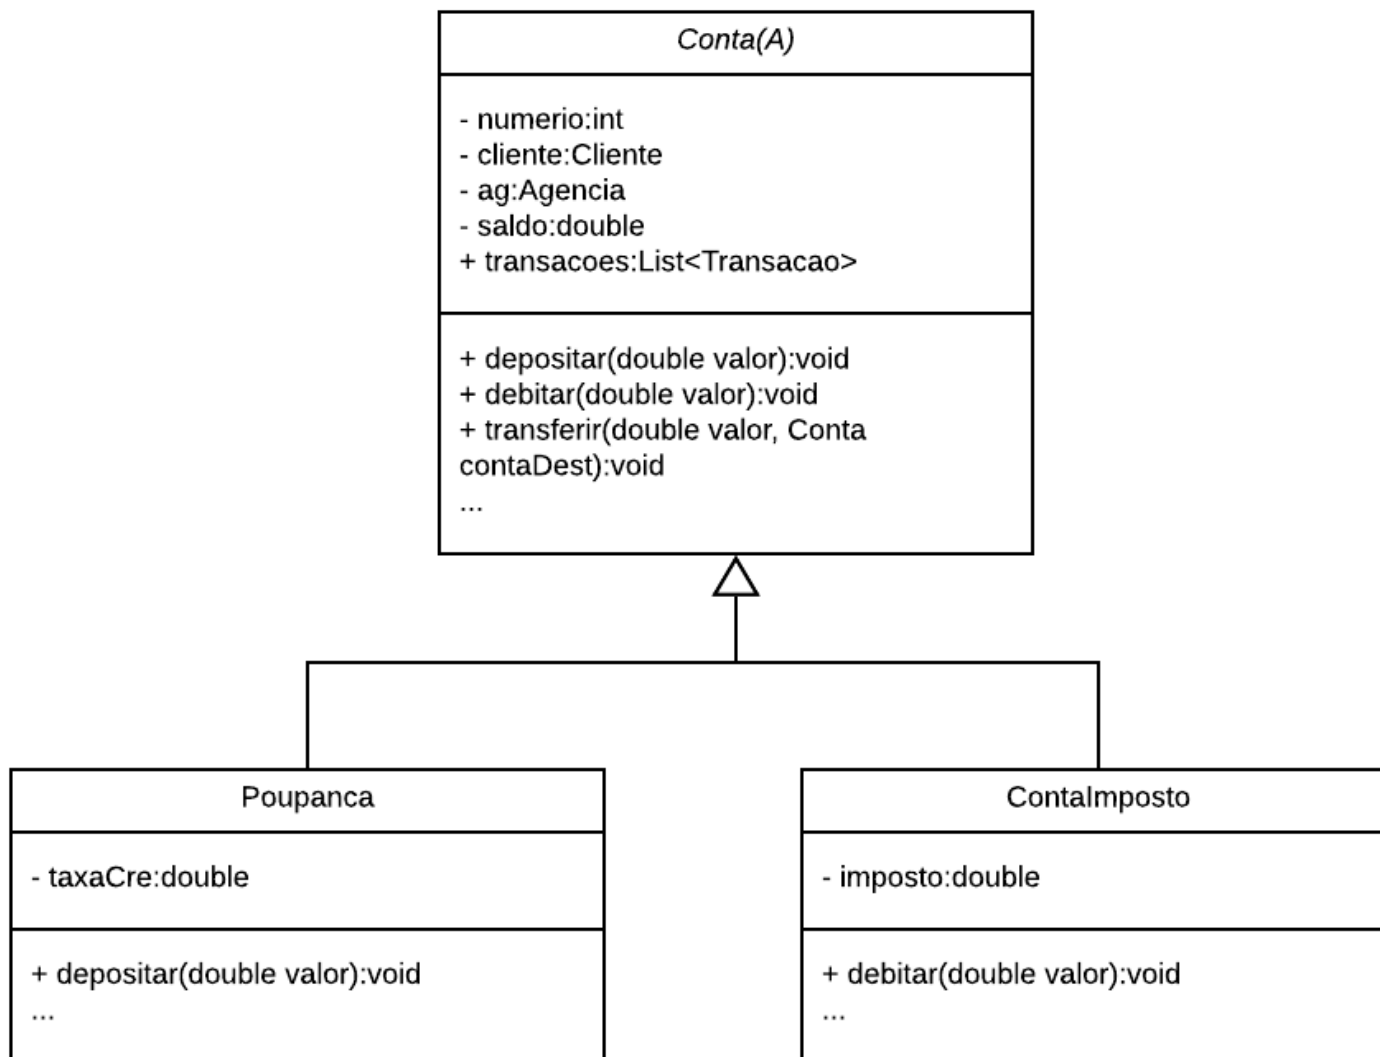 Conta(A)
- numerio:int
- cliente:Cliente
- ag:Agencia
- saldo:double
+ transacoes:List<Transacao>
+ depositar(double valor):void
+ debitar(double valor):void
+ transferir(double valor, Conta
contaDest):void
...
Poupanca
- taxaCre:double
+ depositar(double valor):void
...
ContaImposto
- imposto:double
+ debitar(double valor):void
...